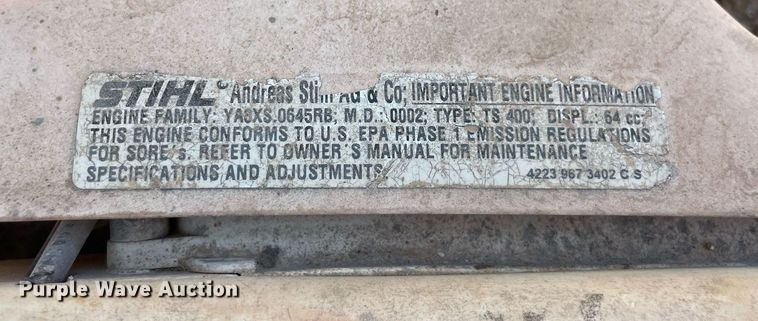 STIHL® Andreas Stihl AG & Co; IMPORTANT ENGINE INFORMATION
ENGINE FAMILY: YA8XS.0645RB; M.D.: 0002; TYPE: TS 400; DISPL.: 64 cc.
THIS ENGINE CONFORMS TO U.S. EPA PHASE 1 EMISSION REGULATIONS
FOR SORE's. REFER TO OWNER'S MANUAL FOR MAINTENANCE
SPECIFICATIONS AND ADJUSTMENTS.
4223 967 3402 C S
Purple Wave Auction